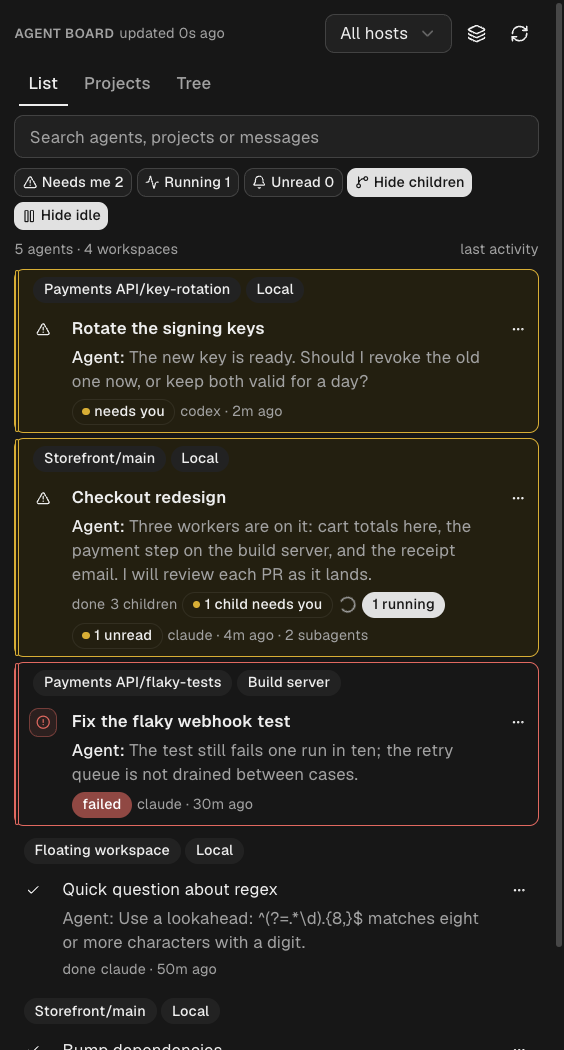 AGENT BOARD updated 0s ago All hosts
List Projects Tree
Search agents, projects or messages
Needs me 2 Running 1 Unread 0 Hide children
Hide idle
5 agents · 4 workspaces last activity
Payments API/key-rotation Local
Rotate the signing keys ···
Agent: The new key is ready. Should I revoke the old
one now, or keep both valid for a day?
needs you codex · 2m ago
Storefront/main Local
Checkout redesign ···
Agent: Three workers are on it: cart totals here, the
payment step on the build server, and the receipt
email. I will review each PR as it lands.
done 3 children 1 child needs you 1 running
1 unread claude · 4m ago · 2 subagents
Payments API/flaky-tests Build server
Fix the flaky webhook test ···
Agent: The test still fails one run in ten; the retry
queue is not drained between cases.
failed claude · 30m ago
Floating workspace Local
Quick question about regex ···
Agent: Use a lookahead: ^(?=.*\d).{8,}$ matches eight
or more characters with a digit.
done claude · 50m ago
Storefront/main Local
Bump dependencies ···